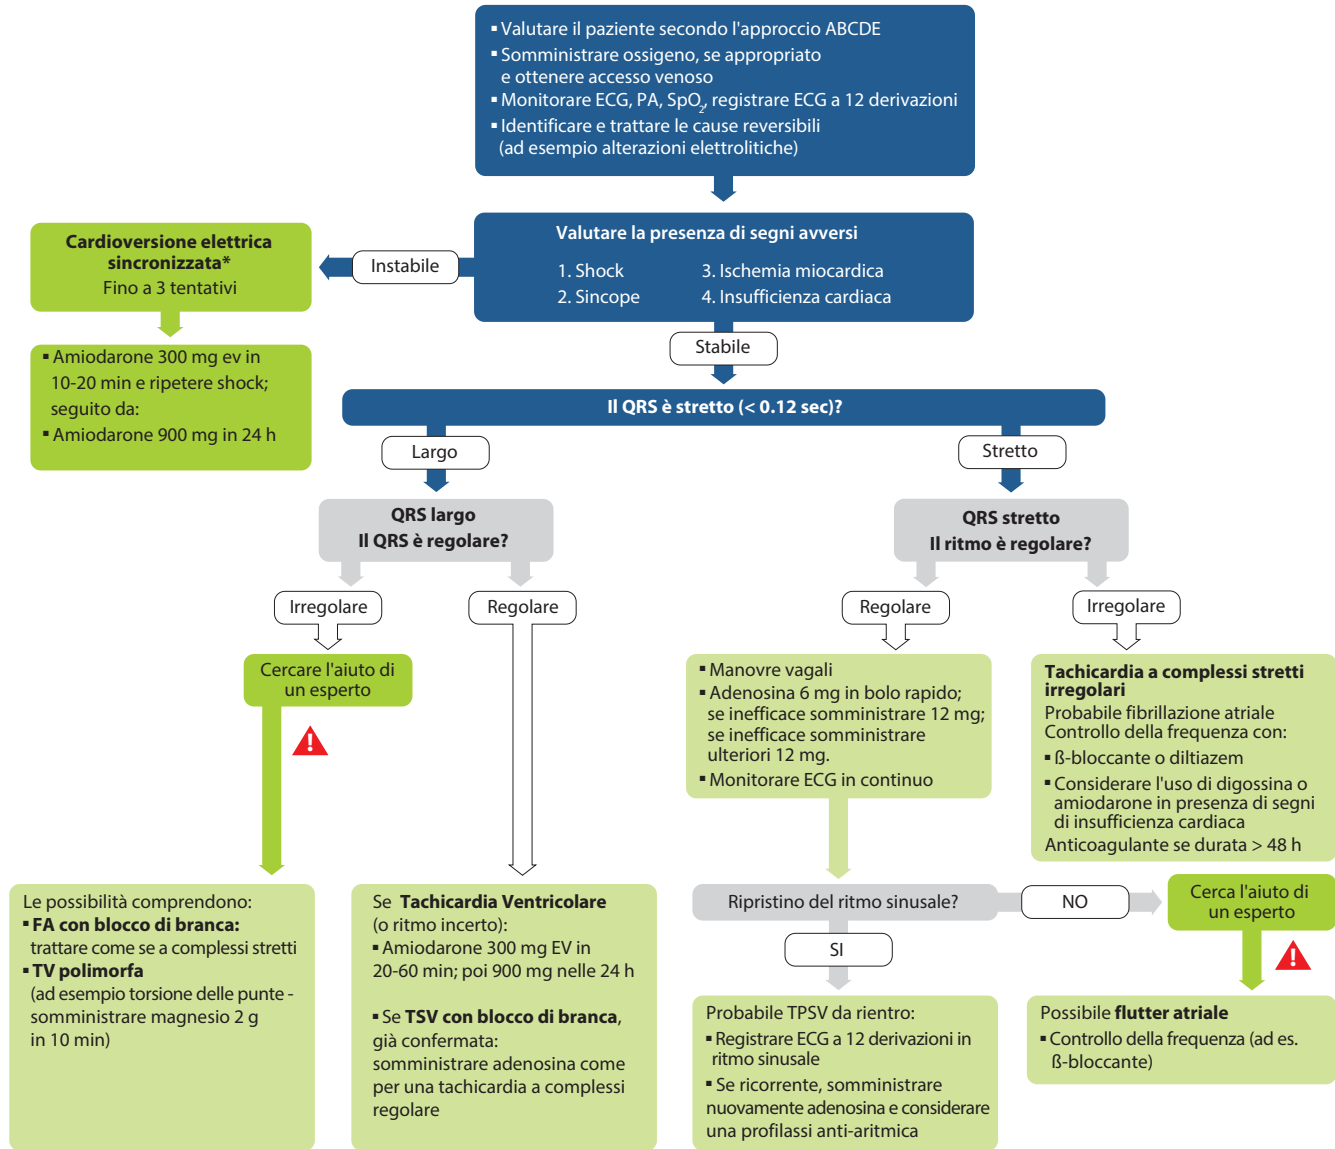 ▪ Valutare il paziente secondo l'approccio ABCDE
▪ Somministrare ossigeno, se appropriato
e ottenere accesso venoso
▪ Monitorare ECG, PA, SpO2, registrare ECG a 12 derivazioni
▪ Identificare e trattare le cause reversibili
(ad esempio alterazioni elettrolitiche)
Valutare la presenza di segni avversi
1. Shock
2. Sincope
3. Ischemia miocardica
4. Insufficienza cardiaca
Instabile
Cardioversione elettrica
sincronizzata*
Fino a 3 tentativi
▪ Amiodarone 300 mg ev in
10-20 min e ripetere shock;
seguito da:
▪ Amiodarone 900 mg in 24 h
Stabile
Il QRS è stretto (< 0.12 sec)?
Largo
Stretto
QRS largo
Il QRS è regolare?
QRS stretto
Il ritmo è regolare?
Irregolare
Regolare
Regolare
Irregolare
Cercare l'aiuto di
un esperto
!
▪ Manovre vagali
▪ Adenosina 6 mg in bolo rapido;
se inefficace somministrare 12 mg;
se inefficace somministrare
ulteriori 12 mg.
▪ Monitorare ECG in continuo
Tachicardia a complessi stretti
irregolari
Probabile fibrillazione atriale
Controllo della frequenza con:
▪ ß-bloccante o diltiazem
▪ Considerare l'uso di digossina o
amiodarone in presenza di segni
di insufficienza cardiaca
Anticoagulante se durata > 48 h
Le possibilità comprendono:
▪ FA con blocco di branca:
trattare come se a complessi stretti
▪ TV polimorfa
(ad esempio torsione delle punte -
somministrare magnesio 2 g
in 10 min)
Se Tachicardia Ventricolare
(o ritmo incerto):
▪ Amiodarone 300 mg EV in
20-60 min; poi 900 mg nelle 24 h
▪ Se TSV con blocco di branca,
già confermata:
somministrare adenosina come
per una tachicardia a complessi
regolare
Ripristino del ritmo sinusale?
NO
Cerca l'aiuto di
un esperto
!
SI
Probabile TPSV da rientro:
▪ Registrare ECG a 12 derivazioni in
ritmo sinusale
▪ Se ricorrente, somministrare
nuovamente adenosina e considerare
una profilassi anti-aritmica
Possibile flutter atriale
▪ Controllo della frequenza (ad es.
ß-bloccante)